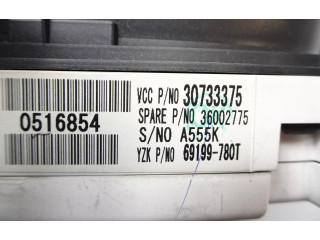 VCC P/NO 30733375
0516854
SPARE P/NO 36002775
S/NO A555K
YZK P/NO 69199-780T